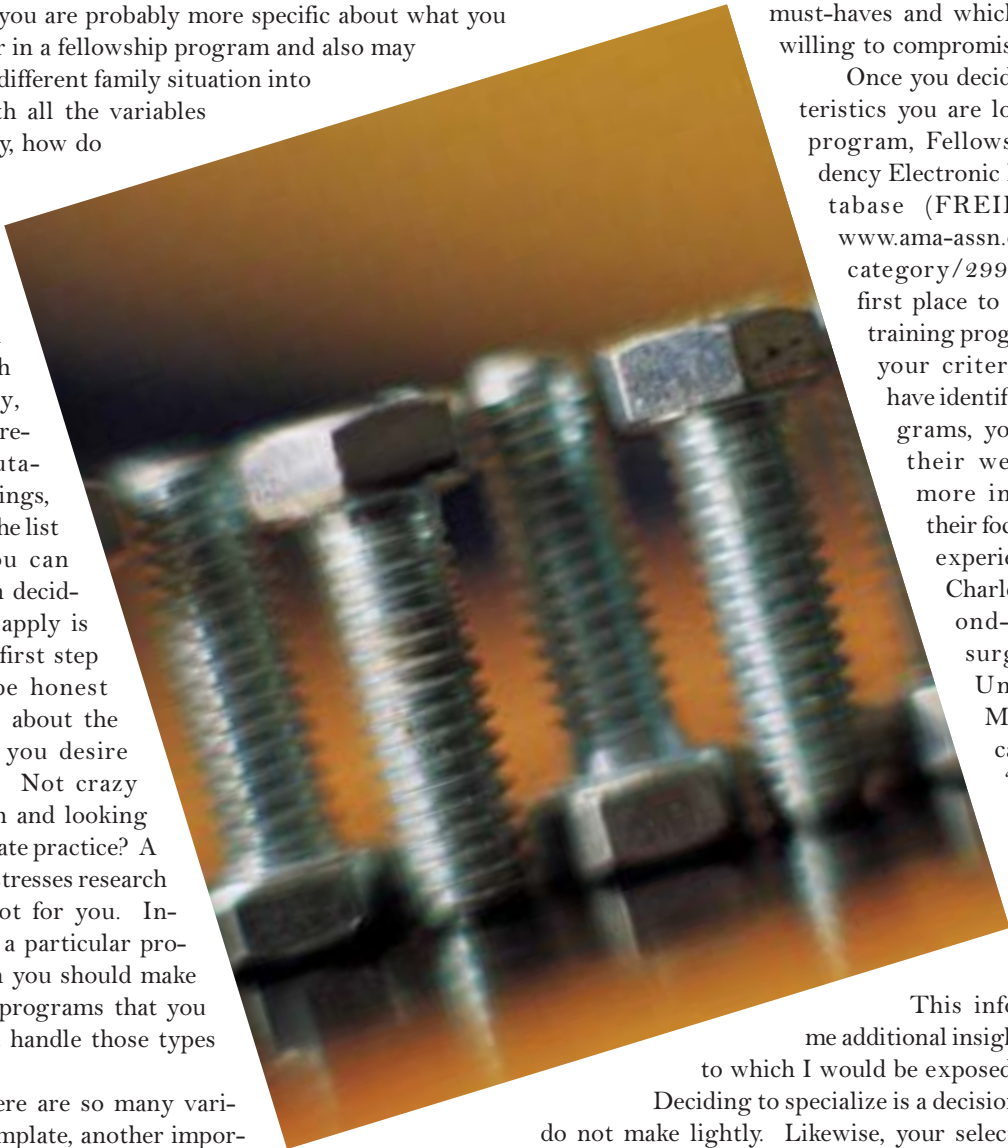 you are probably more specific about what you
r in a fellowship program and also may
different family situation into
th all the variables
y, how do
h
y,
re-
uta-
ings,
he list
ou can
n decid-
apply is
first step
be honest
about the
you desire
Not crazy
n and looking
ate practice? A
stresses research
ot for you. In-
a particular pro-
n you should make
programs that you
handle those types
ere are so many vari-
mplate, another impor-
must-haves and which
willing to compromis
Once you decid
teristics you are lo
program, Fellows
dency Electronic
tabase (FREI
www.ama-assn.
category/299
first place to
training prog
your criter
have identif
grams, yo
their we
more in
their foc
experie
Charl
ond-
surg
Un
M
ca
This inf
me additional insigh
to which I would be exposed
Deciding to specialize is a decision
do not make lightly. Likewise, your selec